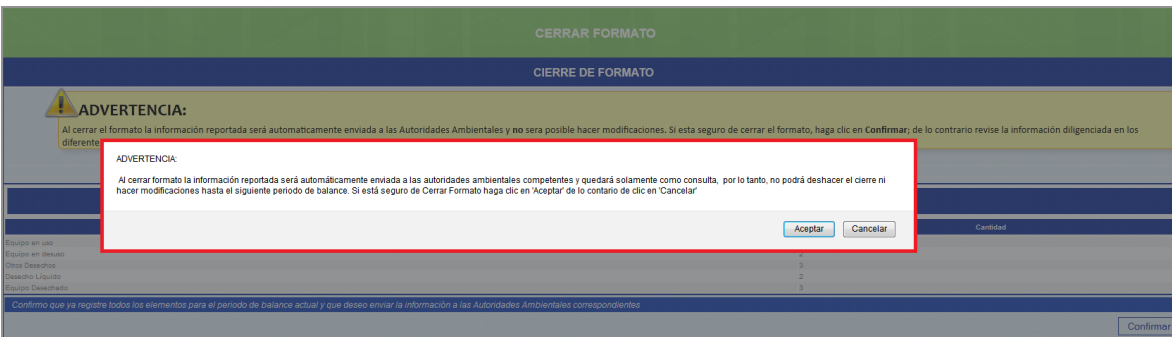 CERRAR FORMATO
CIERRE DE FORMATO
ADVERTENCIA:
Al cerrar el formato la información reportada será automaticamente enviada a las Autoridades Ambientales y no sera posible hacer modificaciones. Si esta seguro de cerrar el formato, haga clic en Confirmar; de lo contrario revise la información diligenciada en los
diferente
ADVERTENCIA:
Al cerrar formato la información reportada será automáticamente enviada a las autoridades ambientales competentes y quedará solamente como consulta, por lo tanto, no podrá deshacer el cierre ni
hacer modificaciones hasta el siguiente periodo de balance. Si está seguro de Cerrar Formato haga clic en 'Aceptar' de lo contario de clic en 'Cancelar'
Aceptar Cancelar
Cantidad
Equipo en uso
Equipo en desuso 2
Otros Desechos 3
Desecho Líquido 2
Equipo Desechado 3
Confirmo que ya registre todos los elementos para el periodo de balance actual y que deseo enviar la información a las Autoridades Ambientales correspondientes
Confirmar